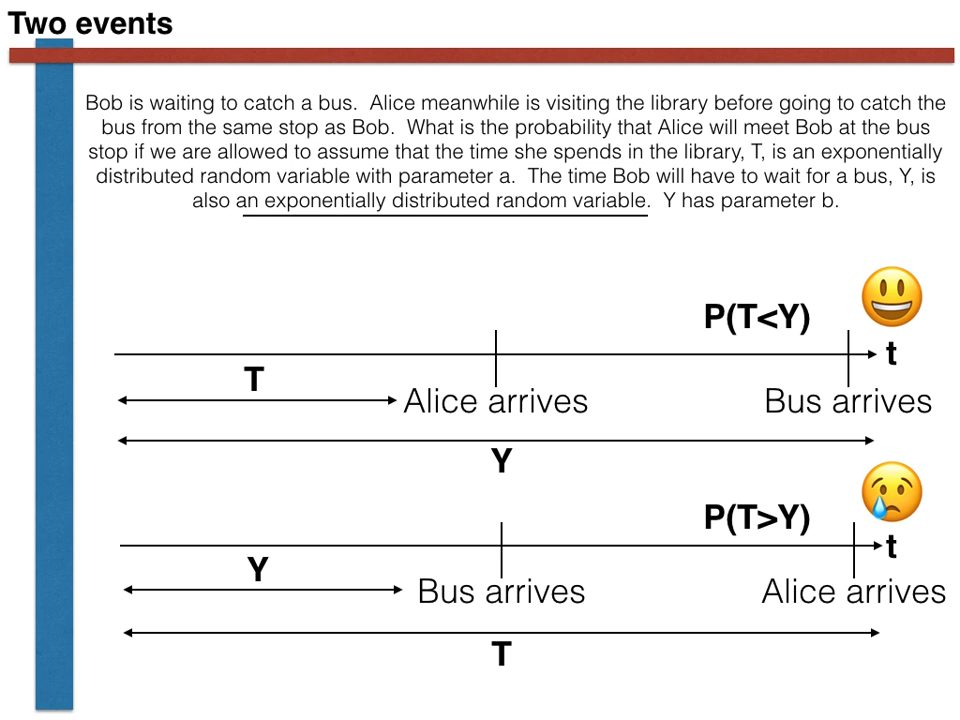 Two events
Bob is waiting to catch a bus.  Alice meanwhile is visiting the library before going to catch the
bus from the same stop as Bob.  What is the probability that Alice will meet Bob at the bus
stop if we are allowed to assume that the time she spends in the library, T, is an exponentially
distributed random variable with parameter a.  The time Bob will have to wait for a bus, Y, is
also an exponentially distributed random variable.  Y has parameter b.
P(T<Y)
t
T
Alice arrives
Bus arrives
Y
P(T>Y)
t
Y
Bus arrives
Alice arrives
T